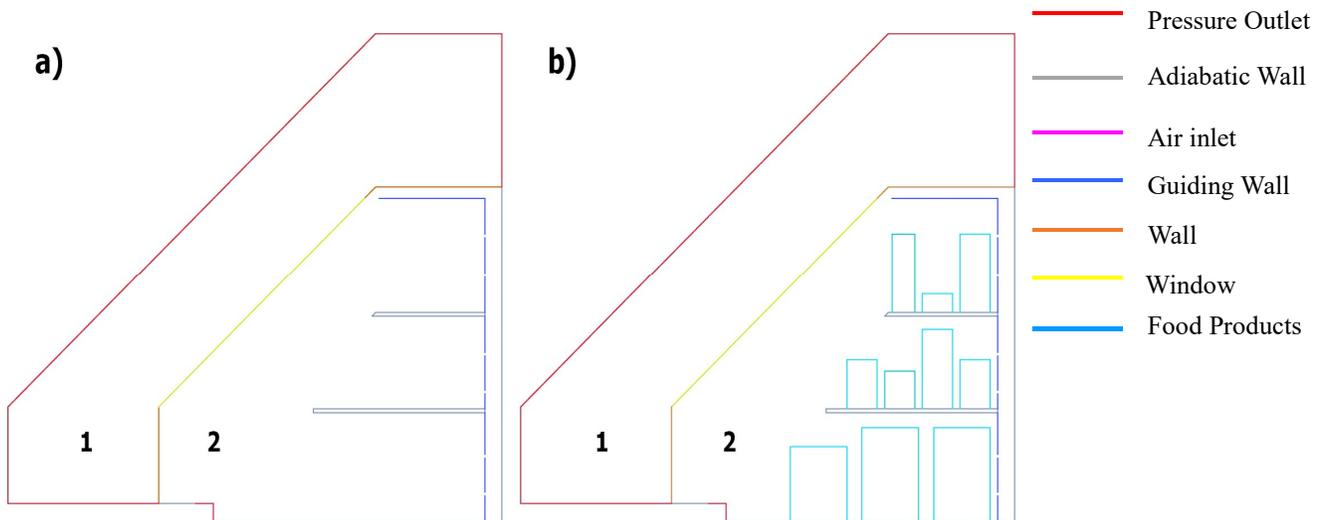 a)
b)
Pressure Outlet
Adiabatic Wall
Air inlet
Guiding Wall
Wall
Window
Food Products
1
2
1
2